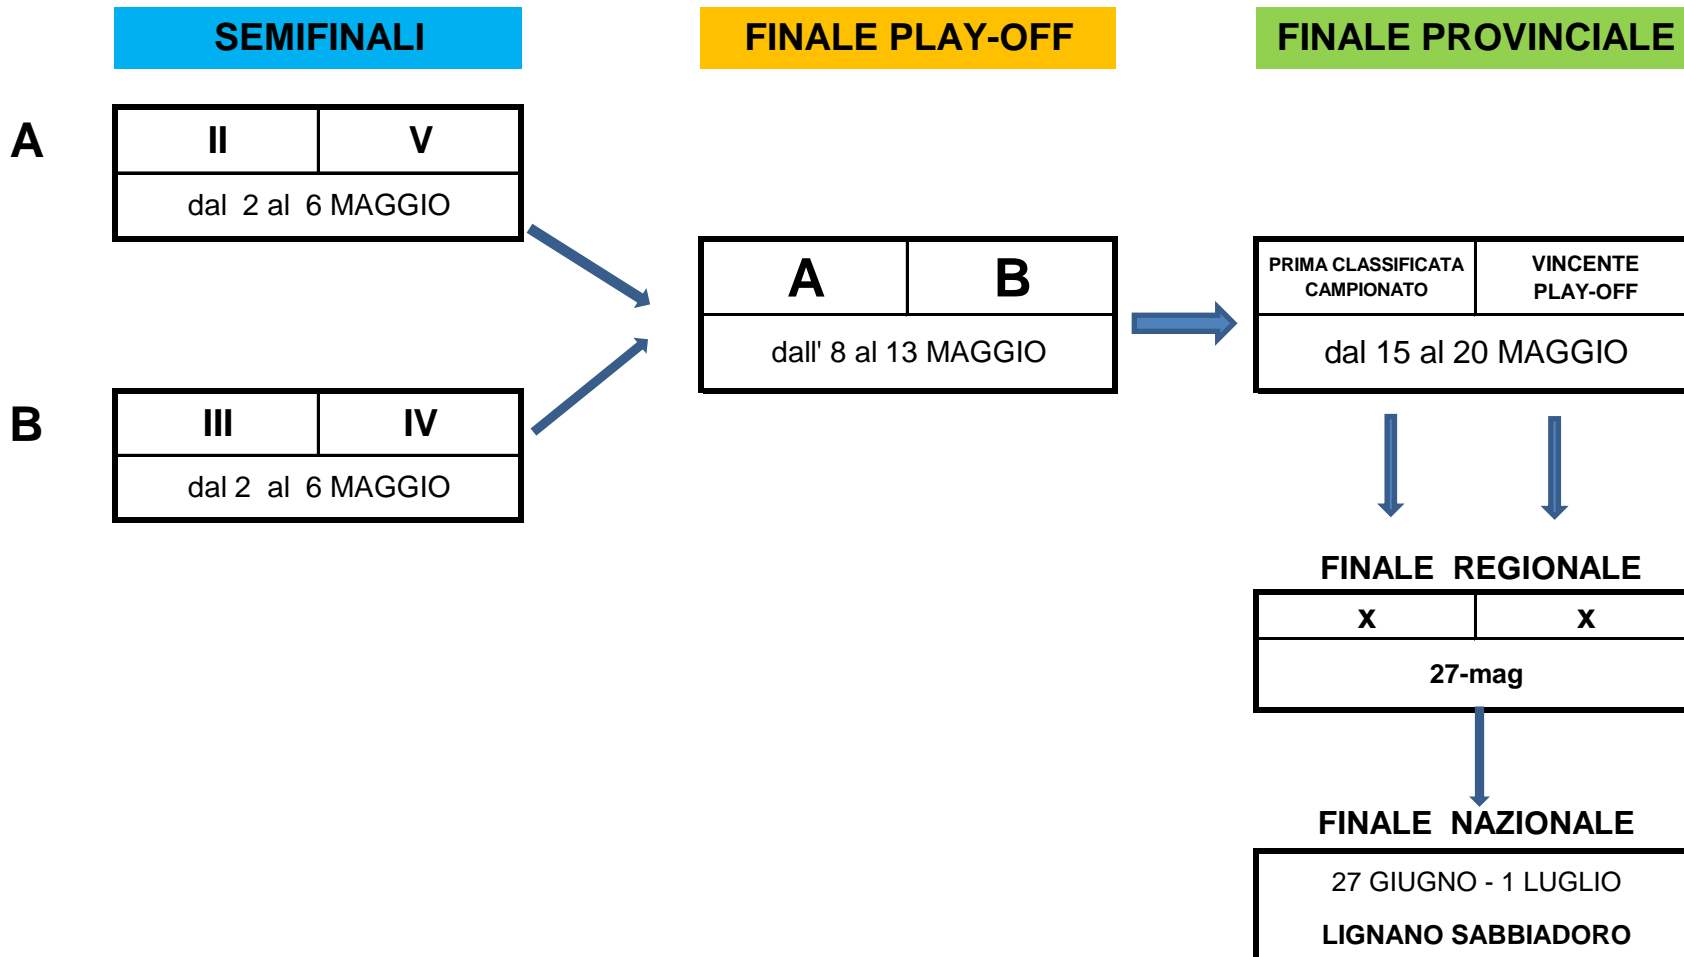 SEMIFINALI
FINALE PLAY-OFF
FINALE PROVINCIALE
A
II V
dal 2 al 6 MAGGIO
A B
dall' 8 al 13 MAGGIO
PRIMA CLASSIFICATA
CAMPIONATO
VINCENTE
PLAY-OFF
dal 15 al 20 MAGGIO
B
III IV
dal 2 al 6 MAGGIO
FINALE REGIONALE
x x
27-mag
FINALE NAZIONALE
27 GIUGNO - 1 LUGLIO
LIGNANO SABBIADORO